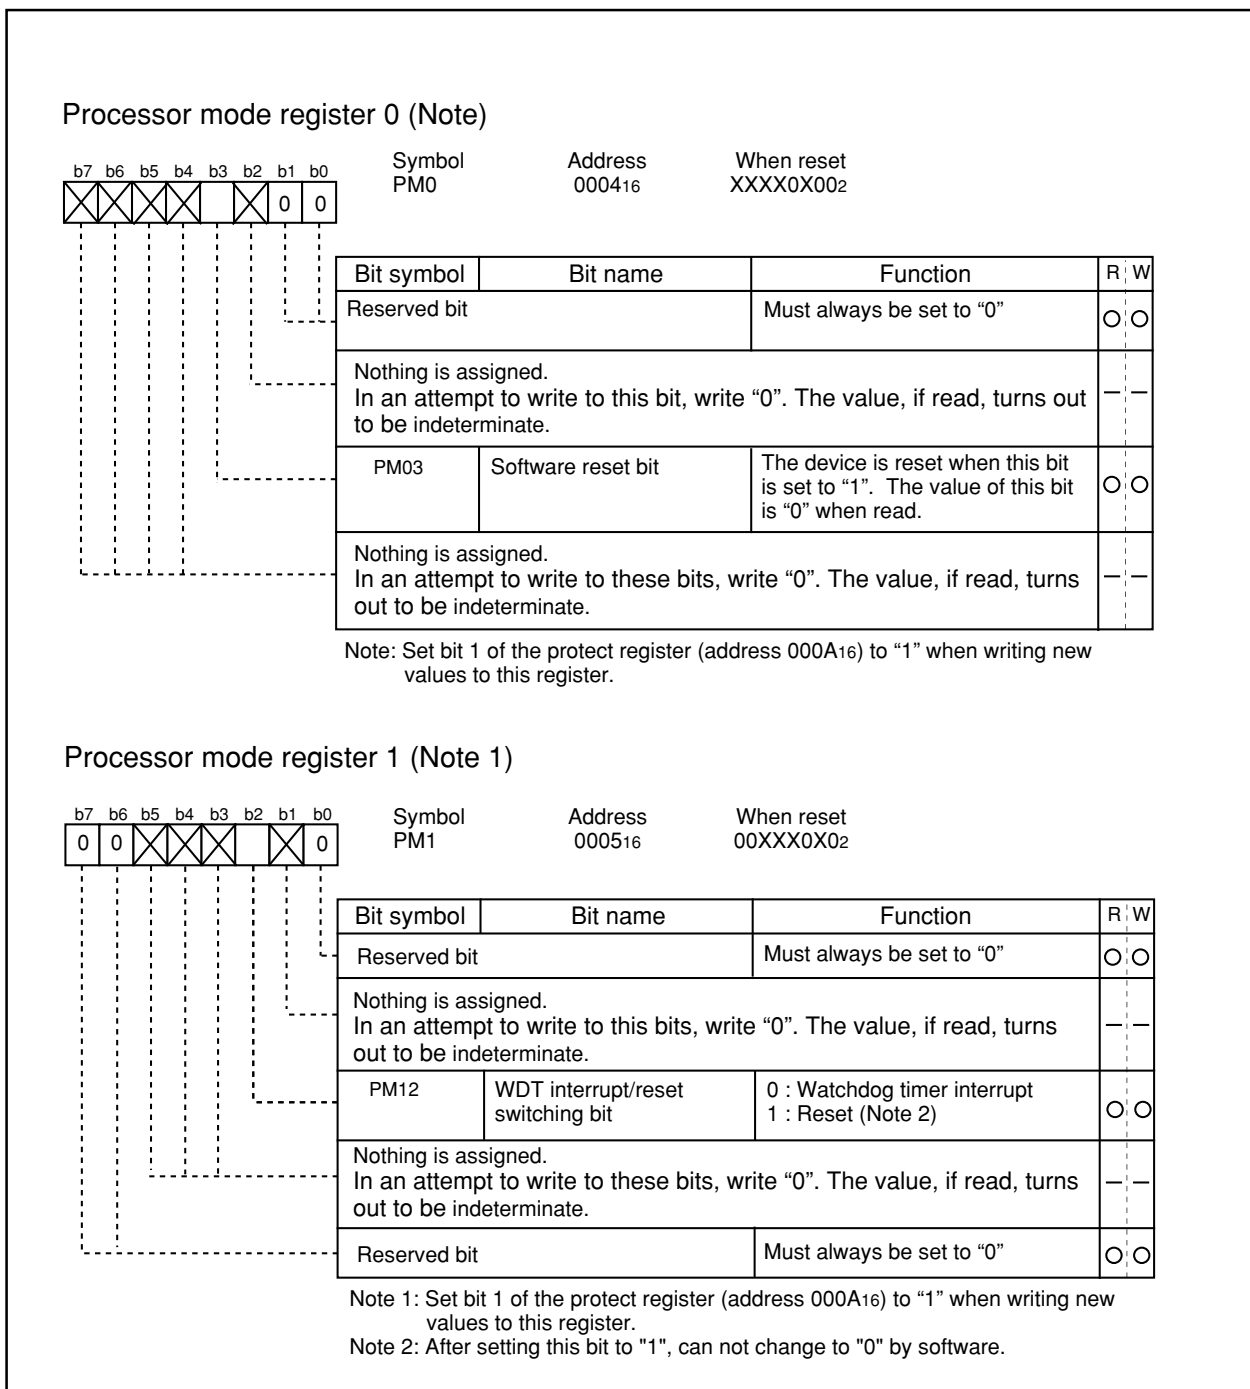 Processor mode register 0 (Note)
Symbol Address When reset
b7 b6 b5 b4 b3 b2 b1 b0
PM0 000416 XXXX0X002
0 0
Bit symbol Bit name Function R W
Reserved bit Must always be set to “0”
Nothing is assigned.
In an attempt to write to this bit, write “0”. The value, if read, turns out
to be indeterminate.
PM03 Software reset bit The device is reset when this bit
is set to “1”. The value of this bit
is “0” when read.
Nothing is assigned.
In an attempt to write to these bits, write “0”. The value, if read, turns
out to be indeterminate.
Note: Set bit 1 of the protect register (address 000A16) to “1” when writing new
values to this register.
Processor mode register 1 (Note 1)
b7 b6 b5 b4 b3 b2 b1 b0 Symbol Address When reset
0 0 0 PM1 000516 00XXX0X02
Bit symbol Bit name Function R W
Reserved bit Must always be set to “0”
Nothing is assigned.
In an attempt to write to this bits, write “0”. The value, if read, turns
out to be indeterminate.
PM12 WDT interrupt/reset 0 : Watchdog timer interrupt
switching bit 1 : Reset (Note 2)
Nothing is assigned.
In an attempt to write to these bits, write “0”. The value, if read, turns
out to be indeterminate.
Reserved bit Must always be set to “0”
Note 1: Set bit 1 of the protect register (address 000A16) to “1” when writing new
values to this register.
Note 2: After setting this bit to "1", can not change to "0" by software.